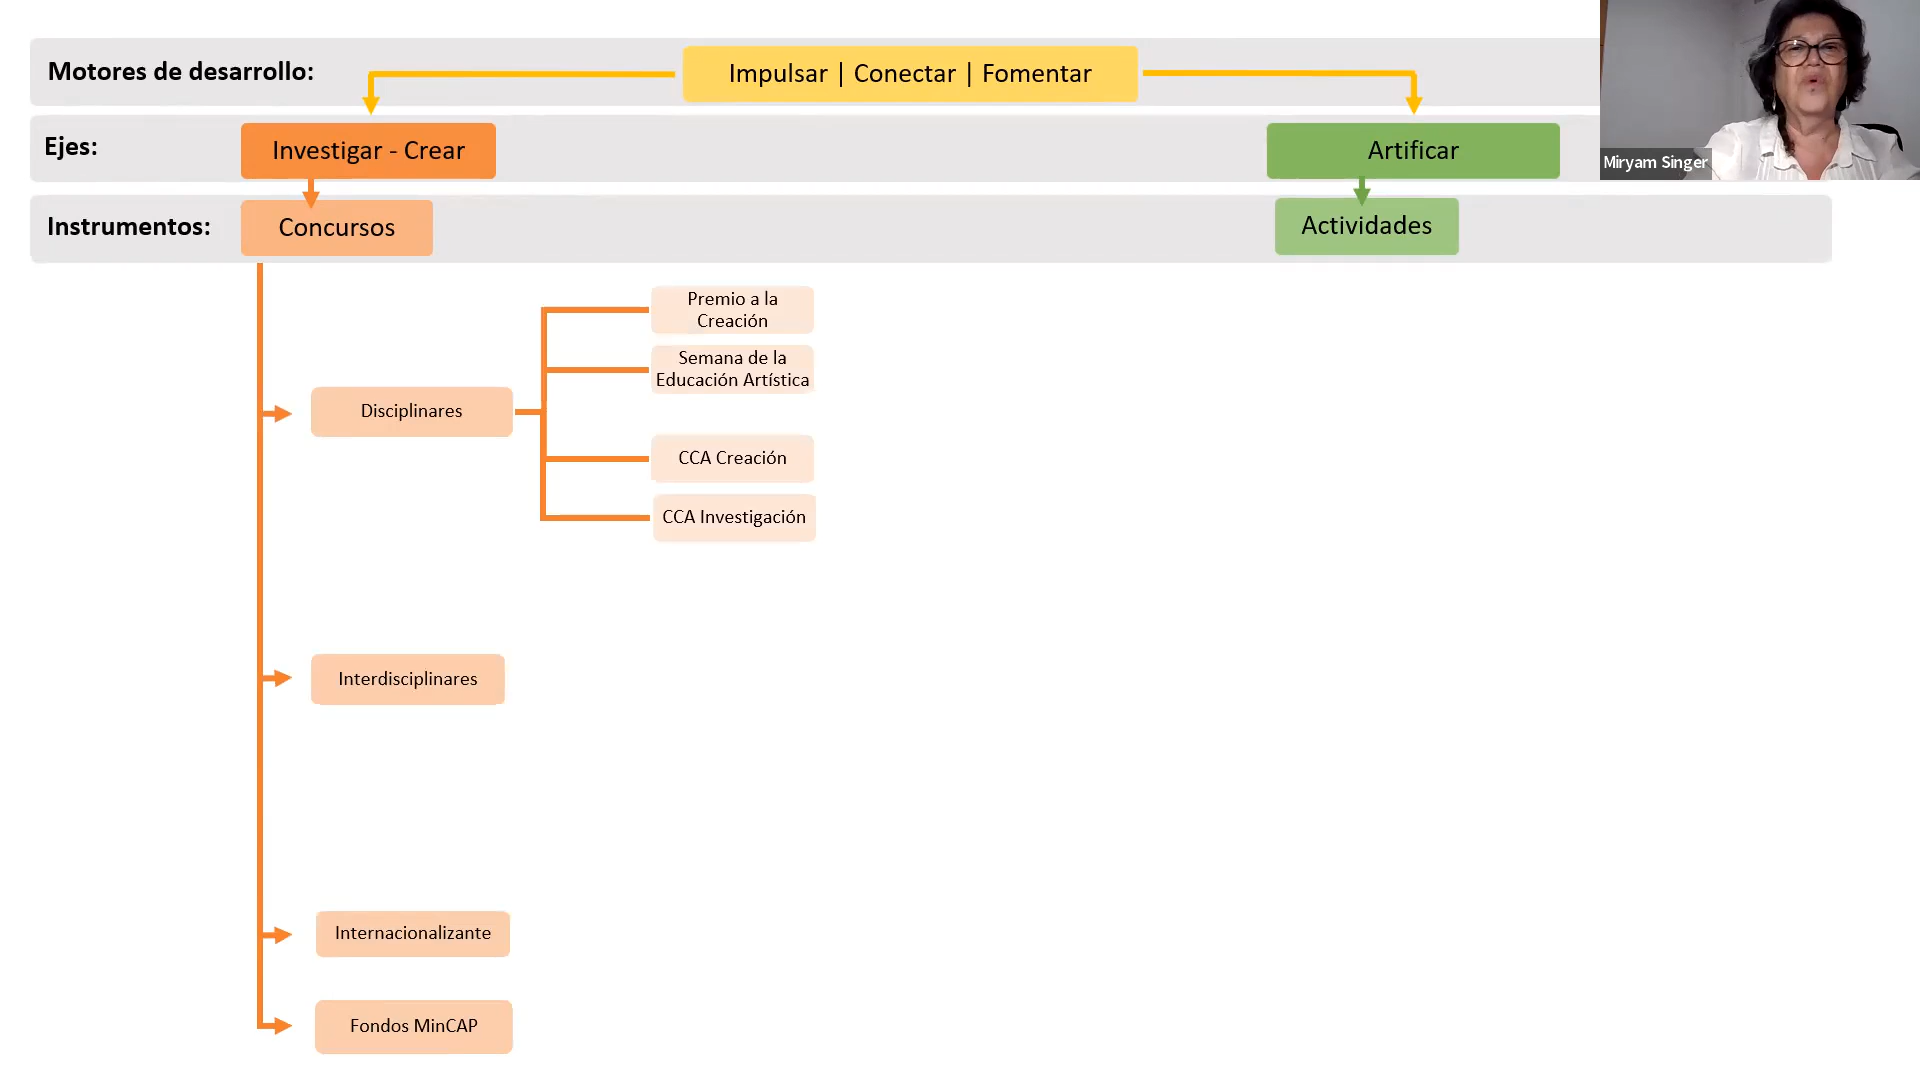 Motores de desarrollo:
Impulsar | Conectar | Fomentar
Miryam Singer
Ejes:
Investigar - Crear
Artificar
Instrumentos:
Concursos
Actividades
Premio a la
Creación
Semana de la
Educación Artística
Disciplinares
CCA Creación
CCA Investigación
Interdisciplinares
Internacionalizante
Fondos MinCAP